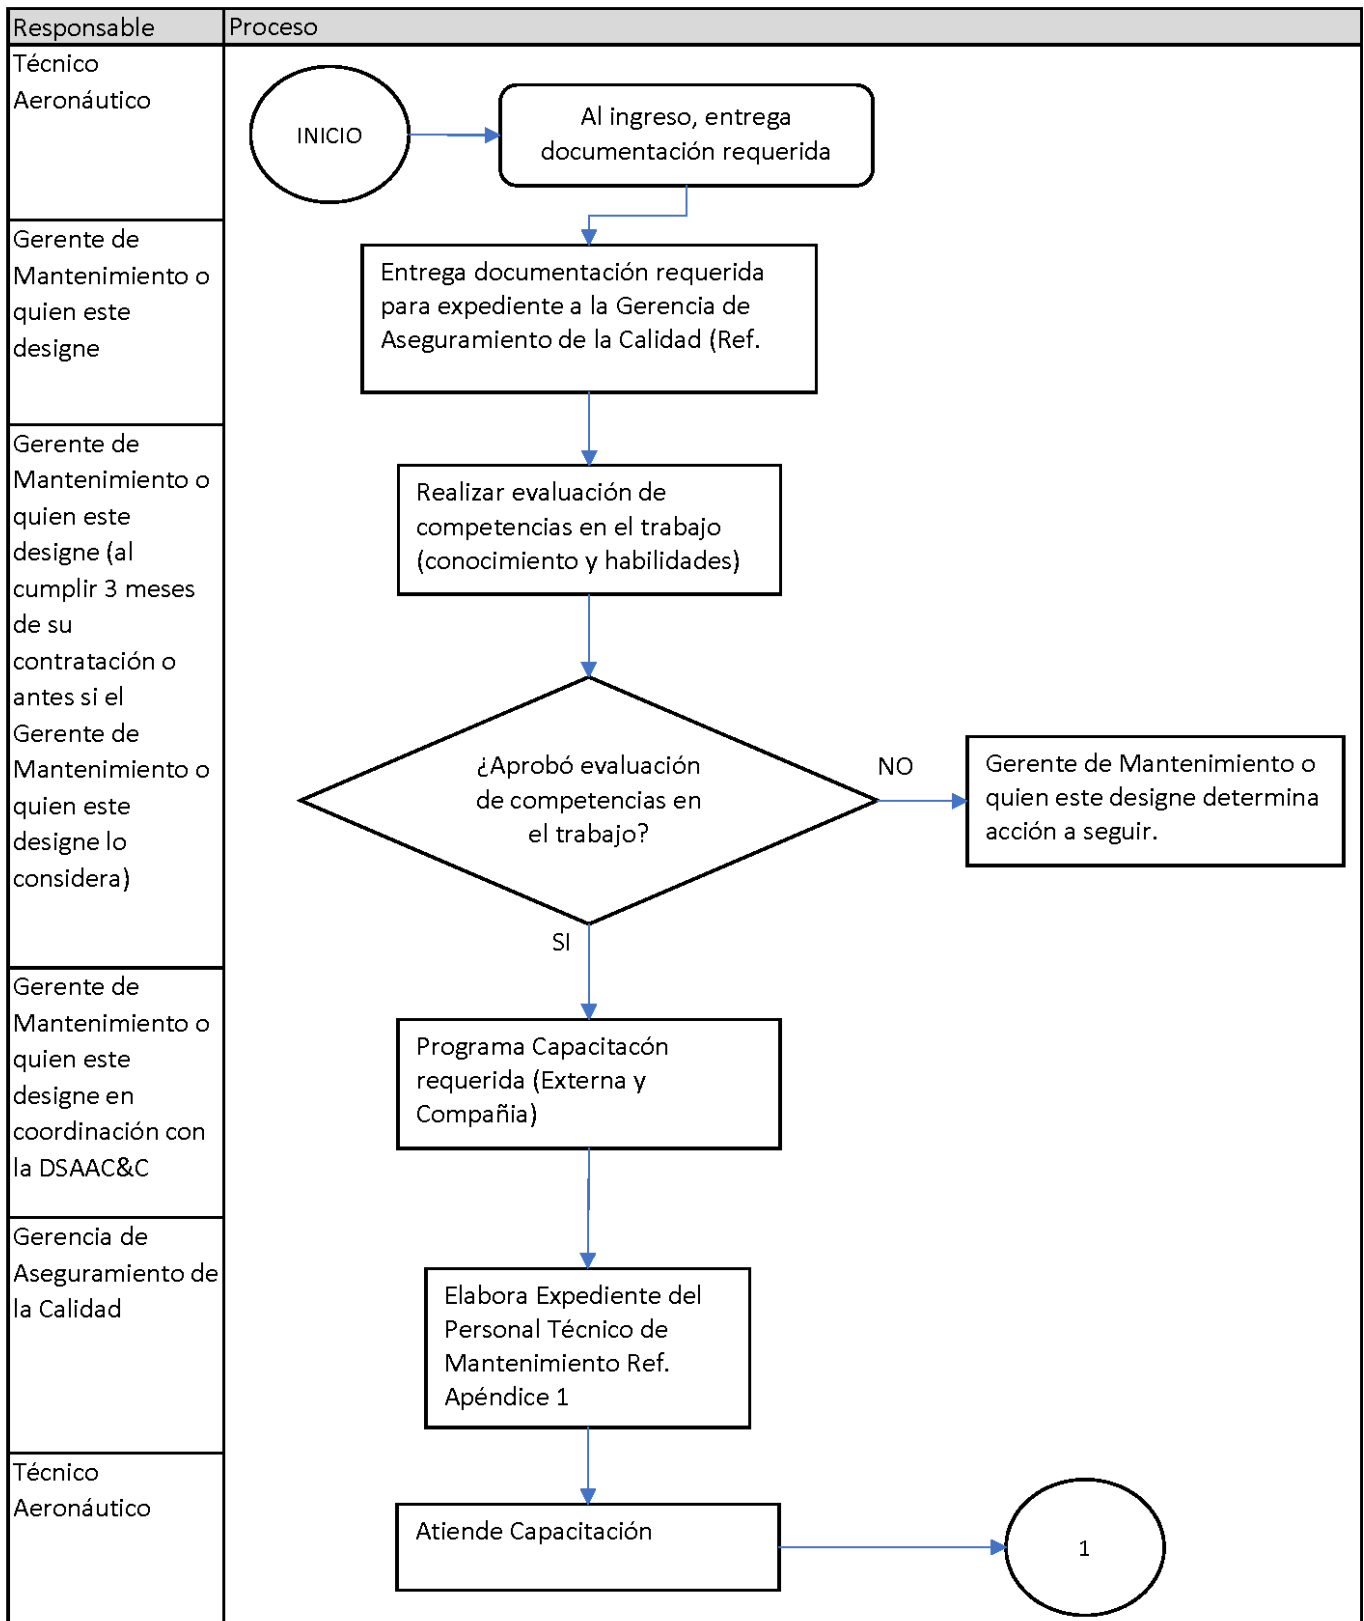 Responsable
Proceso
Técnico
Aeronáutico
INICIO
Al ingreso, entrega
documentación requerida
Gerente de
Mantenimiento o
quien este
designe
Entrega documentación requerida
para expediente a la Gerencia de
Aseguramiento de la Calidad (Ref.
Gerente de
Mantenimiento o
quien este
designe (al
cumplir 3 meses
de su
contratación o
antes si el
Gerente de
Mantenimiento o
quien este
designe lo
considera)
Realizar evaluación de
competencias en el trabajo
(conocimiento y habilidades)
¿Aprobó evaluación
de competencias en
el trabajo?
NO
Gerente de Mantenimiento o
quien este designe determina
acción a seguir.
SI
Gerente de
Mantenimiento o
quien este
designe en
coordinación con
la DSAAC&C
Programa Capacitacón
requerida (Externa y
Compañia)
Gerencia de
Aseguramiento de
la Calidad
Elabora Expediente del
Personal Técnico de
Mantenimiento Ref.
Apéndice 1
Técnico
Aeronáutico
Atiende Capacitación
1